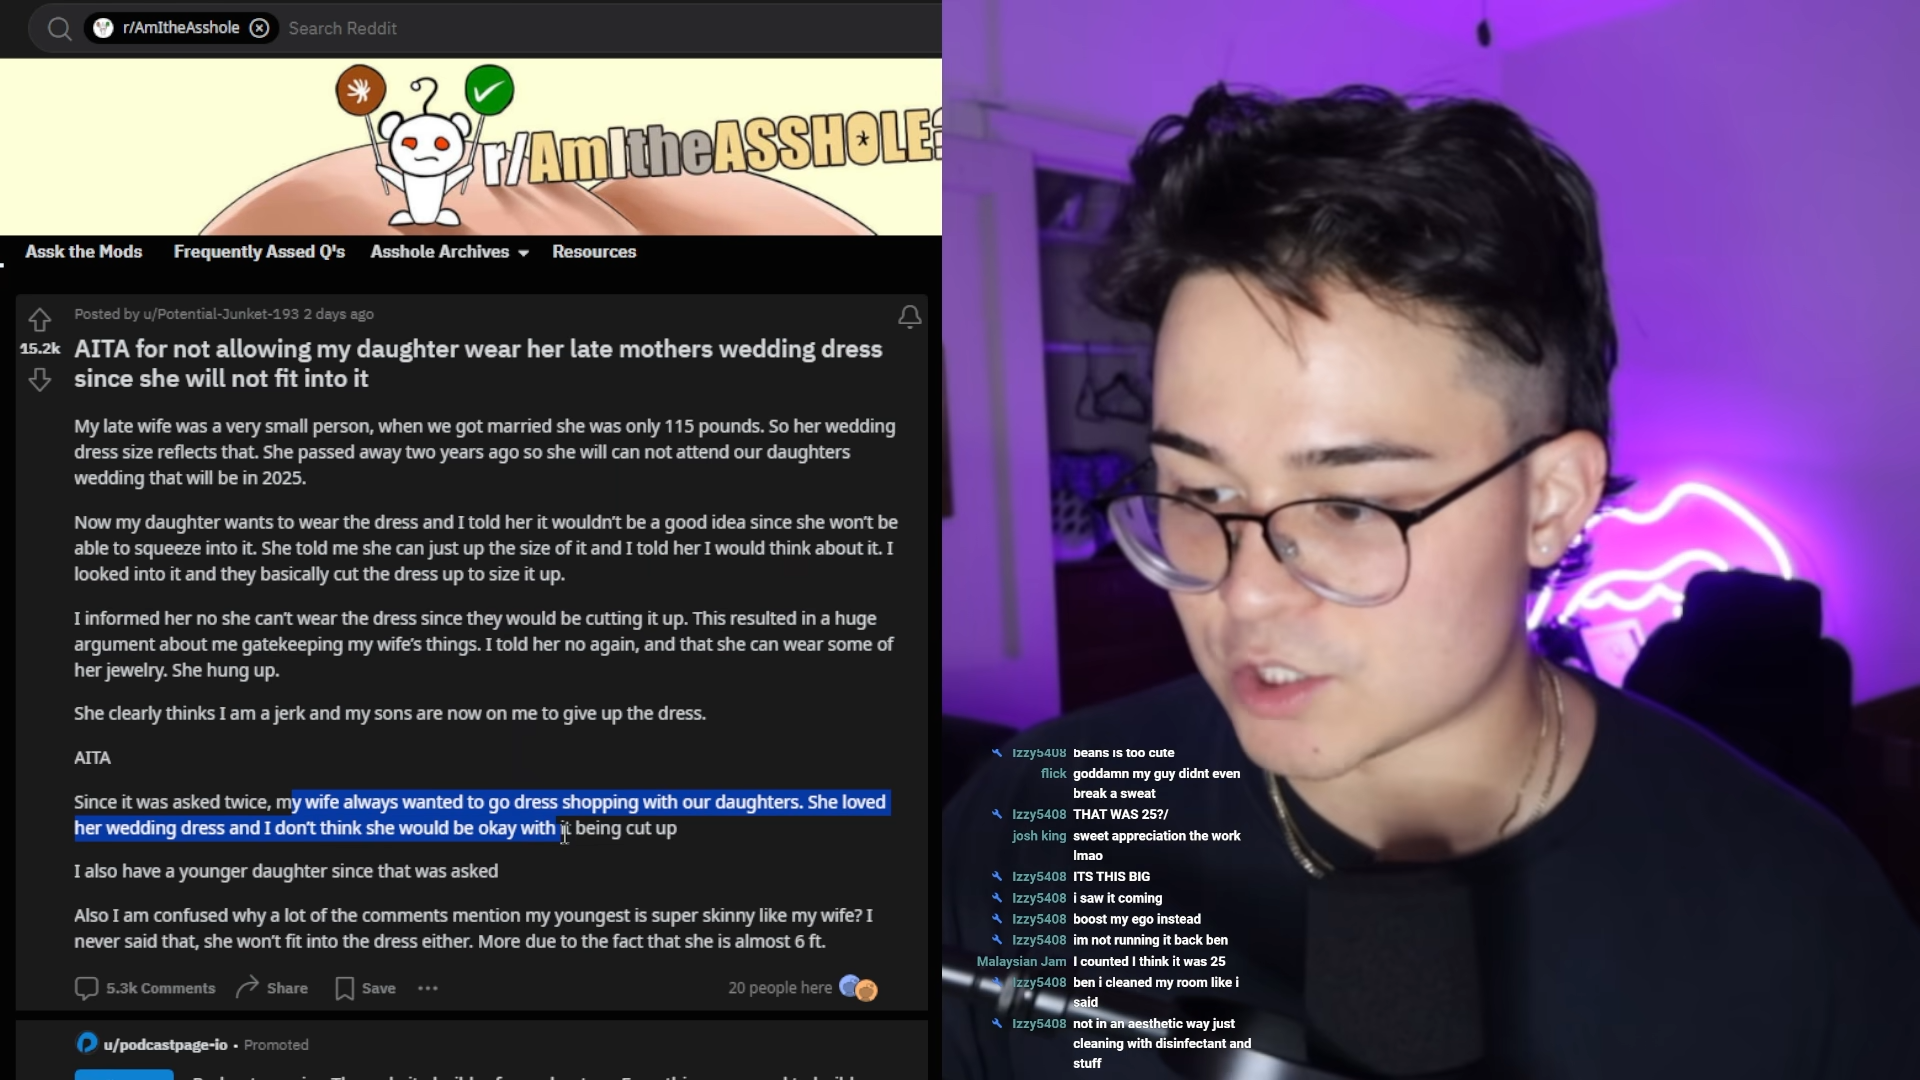 r/AmItheAsshole
Search Reddit
r/AmItheASSHOLE
Assk the Mods
Frequently Assed Q's
Asshole Archives
Resources
Posted by u/Potential-Junket-193 2 days ago
15.2k
AITA for not allowing my daughter wear her late mothers wedding dress
since she will not fit into it
My late wife was a very small person, when we got married she was only 115 pounds. So her wedding
dress size reflects that. She passed away two years ago so she will can not attend our daughters
wedding that will be in 2025.
Now my daughter wants to wear the dress and I told her it wouldn't be a good idea since she won't be
able to squeeze into it. She told me she can just up the size of it and I told her I would think about it. I
looked into it and they basically cut the dress up to size it up.
I informed her no she can't wear the dress since they would be cutting it up. This resulted in a huge
argument about me gatekeeping my wife's things. I told her no again, and that she can wear some of
her jewelry. She hung up.
She clearly thinks I am a jerk and my sons are now on me to give up the dress.
AITA
Since it was asked twice, my wife always wanted to go dress shopping with our daughters. She loved
her wedding dress and I don't think she would be okay with it being cut up
I also have a younger daughter since that was asked
Also I am confused why a lot of the comments mention my youngest is super skinny like my wife? I
never said that, she won't fit into the dress either. More due to the fact that she is almost 6 ft.
5.3k Comments
Share
Save
20 people here
u/podcastpage-io • Promoted
Izzy5408 beans is too cute
flick goddamn my guy didnt even
break a sweat
Izzy5408 THAT WAS 25?/
josh king sweet appreciation the work
lmao
Izzy5408 ITS THIS BIG
Izzy5408 i saw it coming
Izzy5408 boost my ego instead
Izzy5408 im not running it back ben
Malaysian Jam I counted I think it was 25
Izzy5408 ben i cleaned my room like i
said
Izzy5408 not in an aesthetic way just
cleaning with disinfectant and
stuff